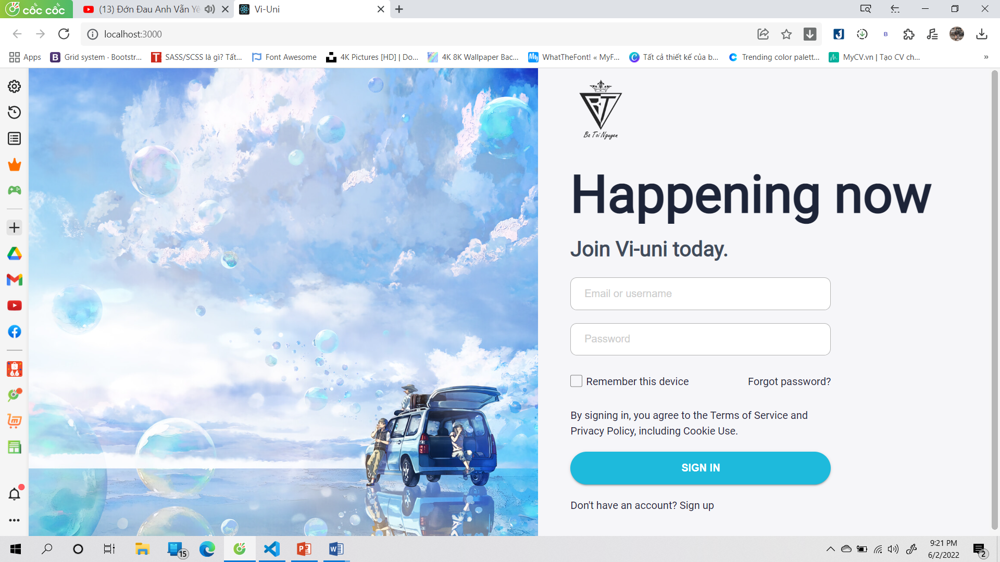 cốc cốc
(13) Đớn Đau Anh Vẫn Yê
Vi-Uni
localhost:3000
Apps
Grid system · Bootstr...
SASS/SCSS là gì? Tất...
Font Awesome
4K Pictures [HD] | Do...
4K 8K Wallpaper Bac...
WhatTheFont! « MyF...
Tất cả thiết kế của b...
Trending color palett...
MyCV.vn | Tạo CV ch...
»
Ba Toi Nguyen
Happening now
Join Vi-uni today.
Email or username
Password
Remember this device
Forgot password?
By signing in, you agree to the Terms of Service and
Privacy Policy, including Cookie Use.
SIGN IN
Don't have an account? Sign up
6.6
15
9:21 PM
6/2/2022
2